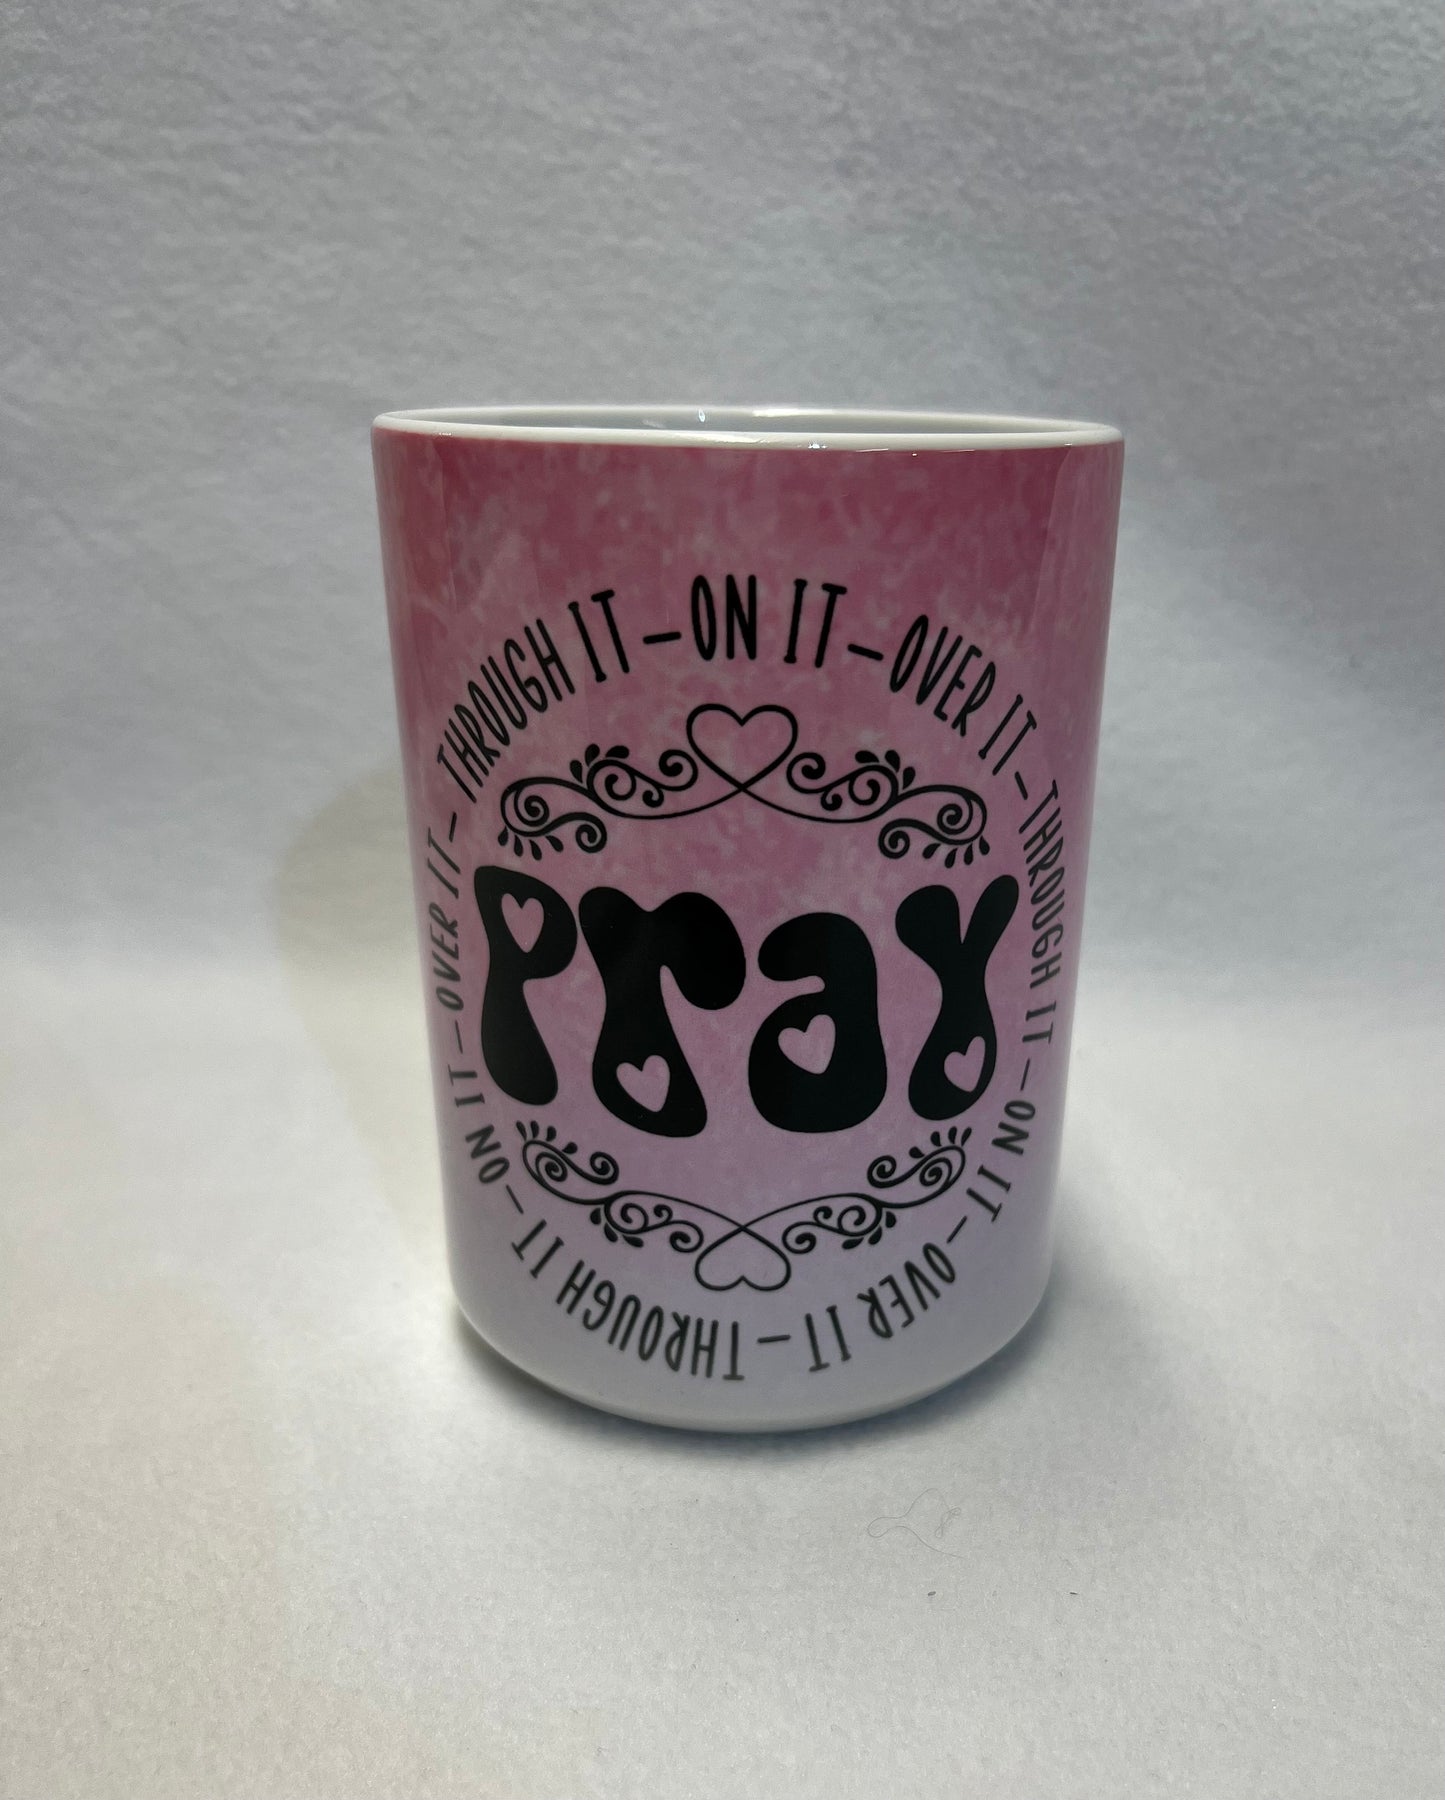 THROUGH IT – ON IT – OVER IT – THROUGH IT – ON IT – OVER IT – THROUGH IT – ON IT – OVER IT –
Pray